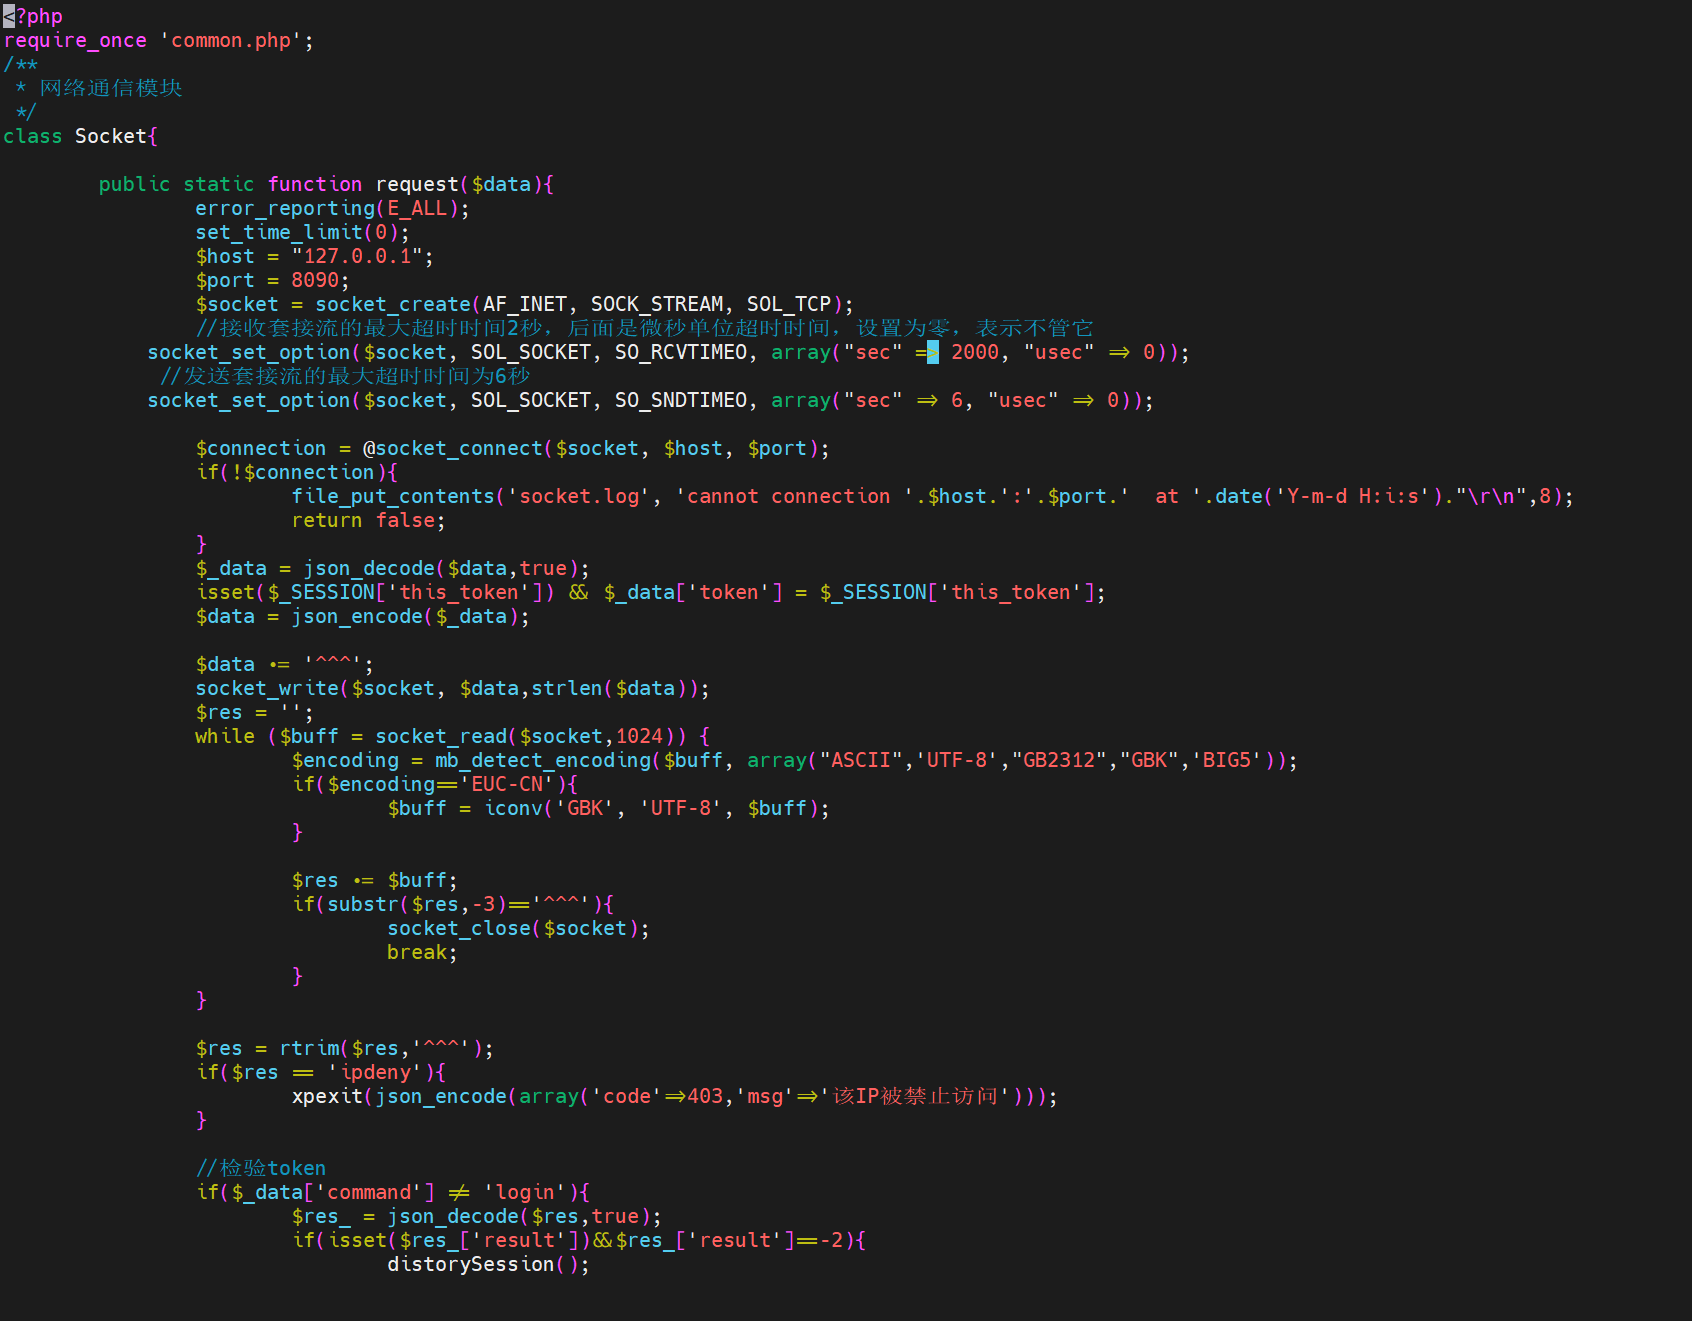 <?php
require_once 'common.php';
/**
 * 网络通信模块
 */
class Socket{
public static function request($data){
error_reporting(E_ALL);
set_time_limit(0);
$host = "127.0.0.1";
$port = 8090;
$socket = socket_create(AF_INET, SOCK_STREAM, SOL_TCP);
//接收套接流的最大超时时间2秒，后面是微秒单位超时时间，设置为零，表示不管它
socket_set_option($socket, SOL_SOCKET, SO_RCVTIMEO, array("sec" => 2000, "usec" => 0));
//发送套接流的最大超时时间为6秒
socket_set_option($socket, SOL_SOCKET, SO_SNDTIMEO, array("sec" => 6, "usec" => 0));
$connection = @socket_connect($socket, $host, $port);
if(!$connection){
file_put_contents('socket.log', 'cannot connection '.$host.':'.$port.'  at '.date('Y-m-d H:i:s')."\r\n",8);
return false;
}
$_data = json_decode($data,true);
isset($_SESSION['this_token']) && $_data['token'] = $_SESSION['this_token'];
$data = json_encode($_data);
$data .= '^^^';
socket_write($socket, $data,strlen($data));
$res = '';
while ($buff = socket_read($socket,1024)) {
$encoding = mb_detect_encoding($buff, array("ASCII",'UTF-8',"GB2312","GBK",'BIG5'));
if($encoding=='EUC-CN'){
$buff = iconv('GBK', 'UTF-8', $buff);
}
$res .= $buff;
if(substr($res,-3)=='^^^'){
socket_close($socket);
break;
}
}
$res = rtrim($res,'^^^');
if($res == 'ipdeny'){
xpexit(json_encode(array('code'=>403,'msg'=>'该IP被禁止访问')));
}
//检验token
if($_data['command'] != 'login'){
$res_ = json_decode($res,true);
if(isset($res_['result'])&&$res_['result']==-2){
distorySession();